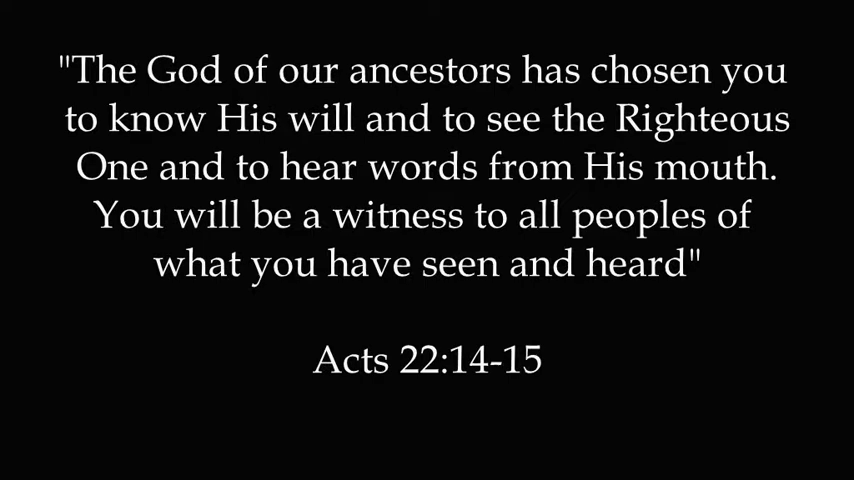 "The God of our ancestors has chosen you
to know His will and to see the Righteous
One and to hear words from His mouth.
You will be a witness to all peoples of
what you have seen and heard"
Acts 22:14-15